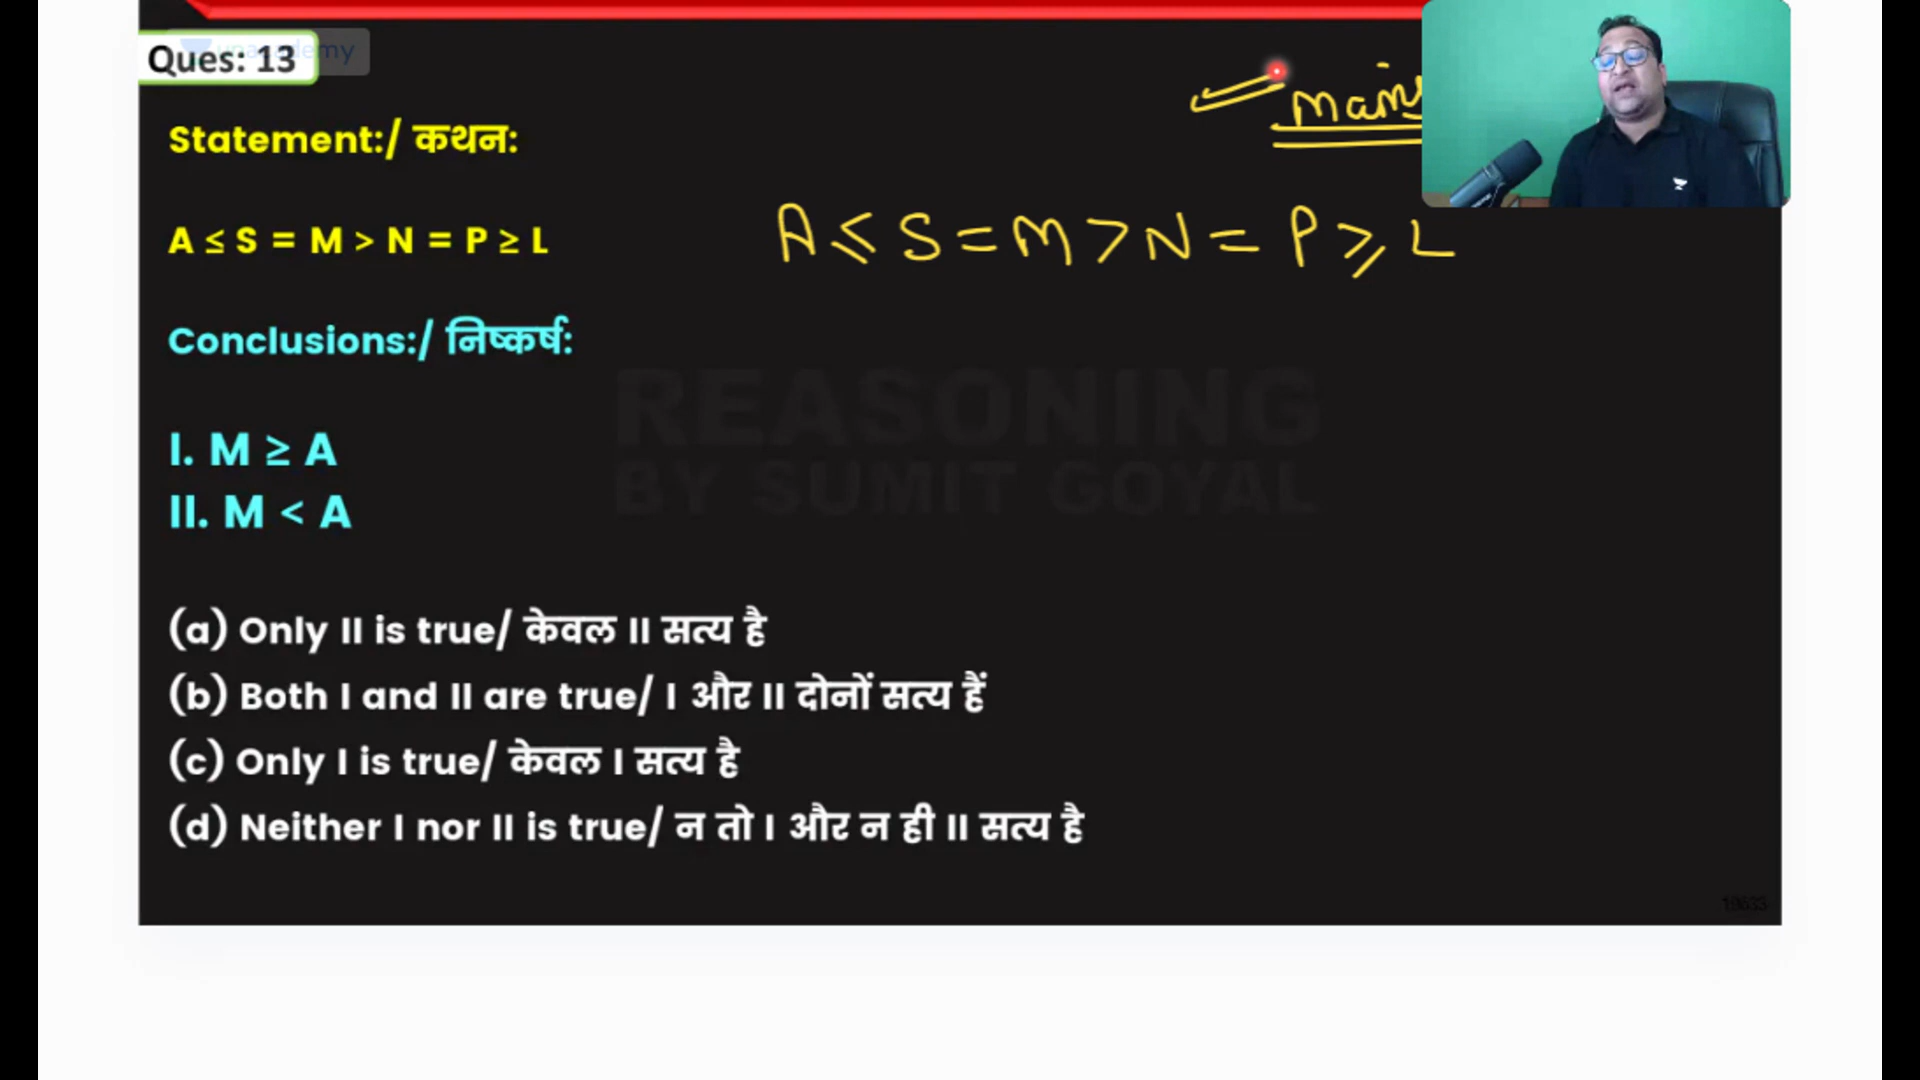 Ques: 13
Statement:/ कथन:
A ≤ S = M > N = P ≥ L
A ≤ S = M > N = P ≥ L
Conclusions:/ निष्कर्ष:
REASONING
BY SUMIT GOYAL
I. M ≥ A
II. M < A
(a) Only II is true/ केवल II सत्य है
(b) Both I and II are true/ I और II दोनों सत्य हैं
(c) Only I is true/ केवल I सत्य है
(d) Neither I nor II is true/ न तो I और न ही II सत्य है